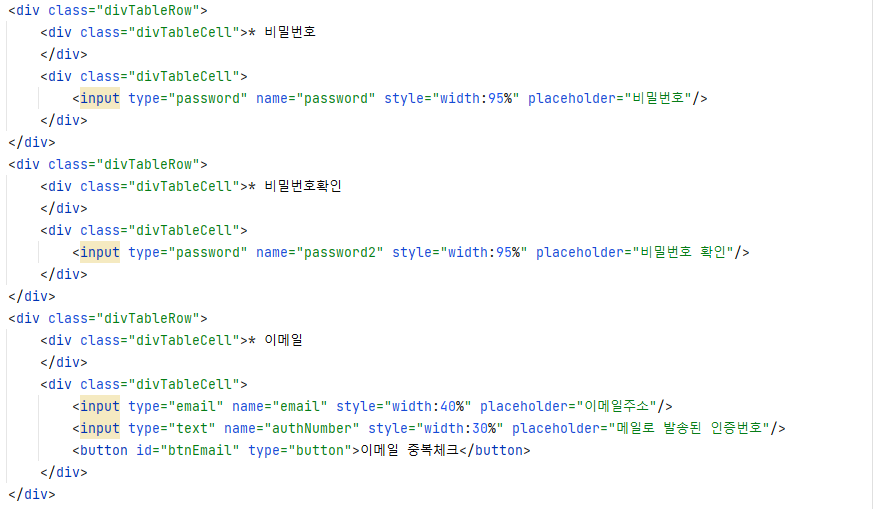 <div class="divTableRow">
    <div class="divTableCell">* 비밀번호
    </div>
    <div class="divTableCell">
        <input type="password" name="password" style="width:95%" placeholder="비밀번호"/>
    </div>
</div>
<div class="divTableRow">
    <div class="divTableCell">* 비밀번호확인
    </div>
    <div class="divTableCell">
        <input type="password" name="password2" style="width:95%" placeholder="비밀번호 확인"/>
    </div>
</div>
<div class="divTableRow">
    <div class="divTableCell">* 이메일
    </div>
    <div class="divTableCell">
        <input type="email" name="email" style="width:40%" placeholder="이메일주소"/>
        <input type="text" name="authNumber" style="width:30%" placeholder="메일로 발송된 인증번호"/>
        <button id="btnEmail" type="button">이메일 중복체크</button>
    </div>
</div>